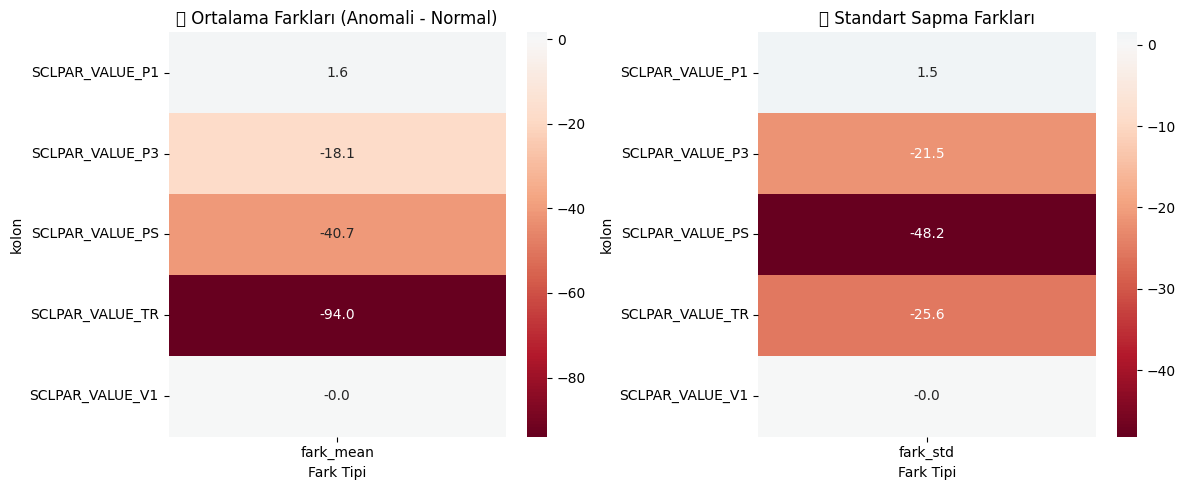 Ortalama Farkları (Anomali - Normal)
SCLPAR_VALUE_P1
SCLPAR_VALUE_P3
SCLPAR_VALUE_PS
SCLPAR_VALUE_TR
SCLPAR_VALUE_V1
kolon
1.6
-18.1
-40.7
-94.0
-0.0
fark_mean
Fark Tipi
0
−20
−40
−60
−80
Standart Sapma Farkları
SCLPAR_VALUE_P1
SCLPAR_VALUE_P3
SCLPAR_VALUE_PS
SCLPAR_VALUE_TR
SCLPAR_VALUE_V1
kolon
1.5
-21.5
-48.2
-25.6
-0.0
fark_std
Fark Tipi
0
−10
−20
−30
−40